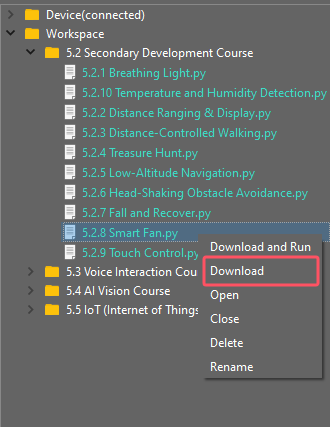 Device(connected)
Workspace
5.2 Secondary Development Course
5.2.1 Breathing Light.py
5.2.10 Temperature and Humidity Detection.py
5.2.2 Distance Ranging & Display.py
5.2.3 Distance-Controlled Walking.py
5.2.4 Treasure Hunt.py
5.2.5 Low-Altitude Navigation.py
5.2.6 Head-Shaking Obstacle Avoidance.py
5.2.7 Fall and Recover.py
5.2.8 Smart Fan.py
5.2.9 Touch Control.py
5.3 Voice Interaction Cou
5.4 AI Vision Course
5.5 IoT (Internet of Things
Download and Run
Download
Open
Close
Delete
Rename